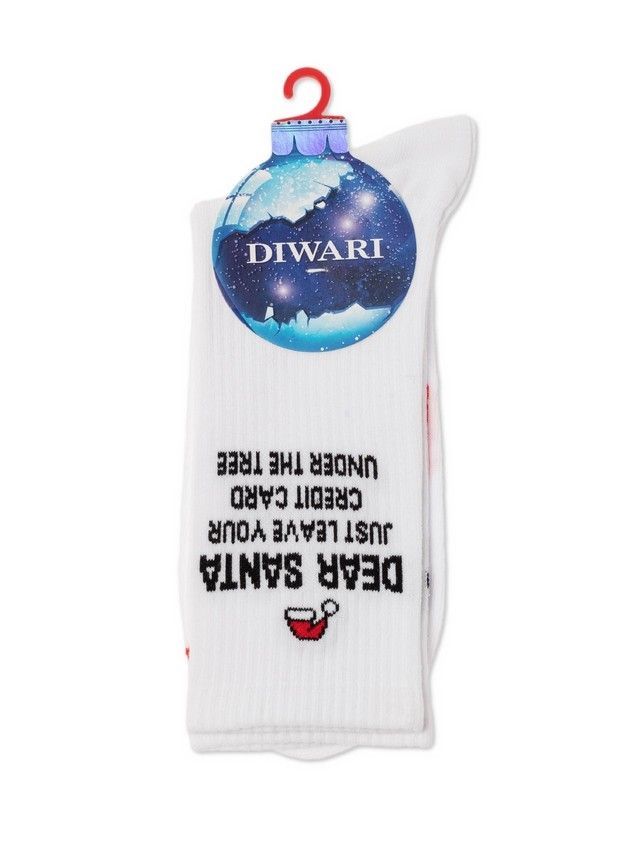 DIWARI
DEAR SANTA
JUST LEAVE YOUR
CREDIT CARD
UNDER THE TREE